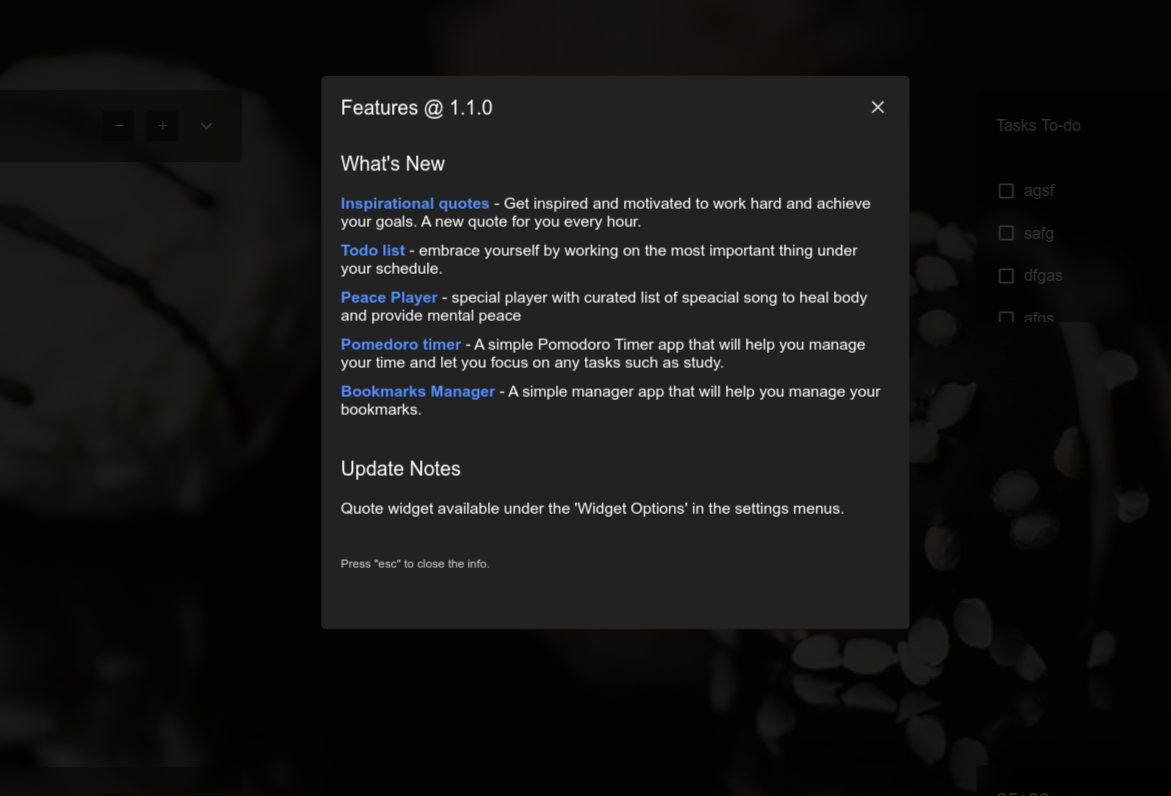 Features @ 1.1.0
What's New
Inspirational quotes - Get inspired and motivated to work hard and achieve
your goals. A new quote for you every hour.
Todo list - embrace yourself by working on the most important thing under
your schedule.
Peace Player - special player with curated list of speacial song to heal body
and provide mental peace
Pomedoro timer - A simple Pomodoro Timer app that will help you manage
your time and let you focus on any tasks such as study.
Bookmarks Manager - A simple manager app that will help you manage your
bookmarks.
Update Notes
Quote widget available under the 'Widget Options' in the settings menus.
Press "esc" to close the info.
Tasks To-do
agsf
safg
dfgas
afgs